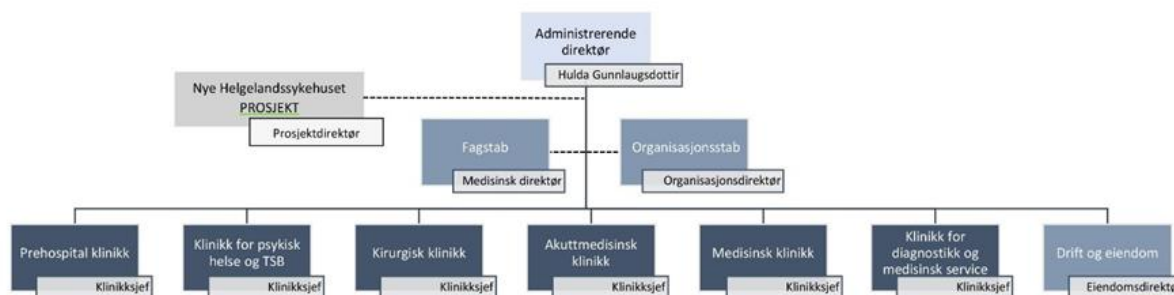 Administrerende
direktør
Hulda Gunnlaugsdottir
Nye Helgelandssykehuset
PROSJEKT
Prosjektdirektør
Fagstab
Medisinsk direktør
Organisasjonsstab
Organisasjonsdirektør
Prehospital klinikk
Klinikksjef
Klinikk for psykisk
helse og TSB
Klinikksjef
Kirurgisk klinikk
Klinikksjef
Akuttmedisinsk
klinikk
Klinikksjef
Medisinsk klinikk
Klinikksjef
Klinikk for
diagnostikk og
medisinsk service
Klinikksjef
Drift og eiendom
Eiendomsdirektø